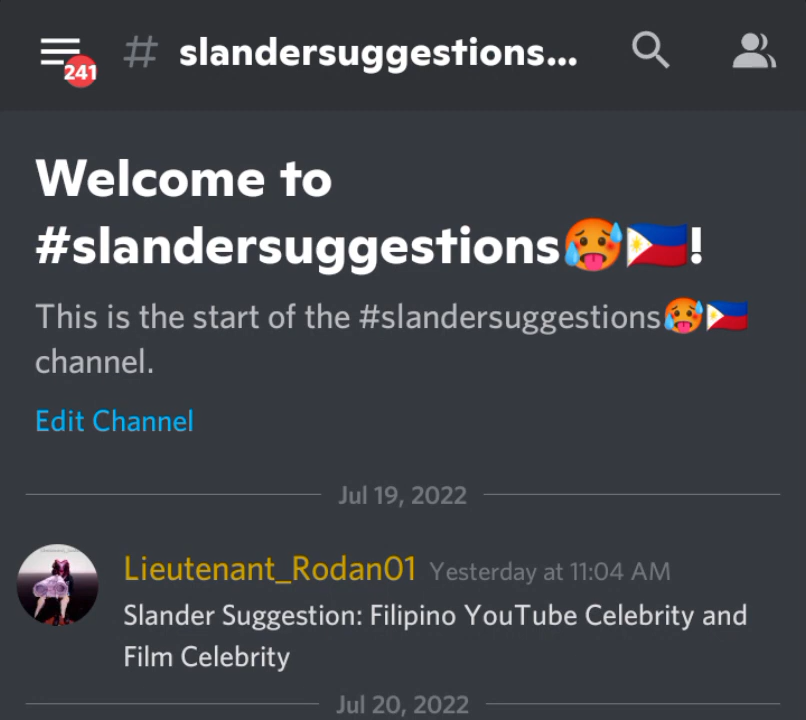 241
# slandersuggestions...
Welcome to
#slandersuggestions🥵🇵🇭!
This is the start of the #slandersuggestions🥵🇵🇭
channel.
Edit Channel
Jul 19, 2022
Lieutenant_Rodan01 Yesterday at 11:04 AM
Slander Suggestion: Filipino YouTube Celebrity and
Film Celebrity
Jul 20, 2022